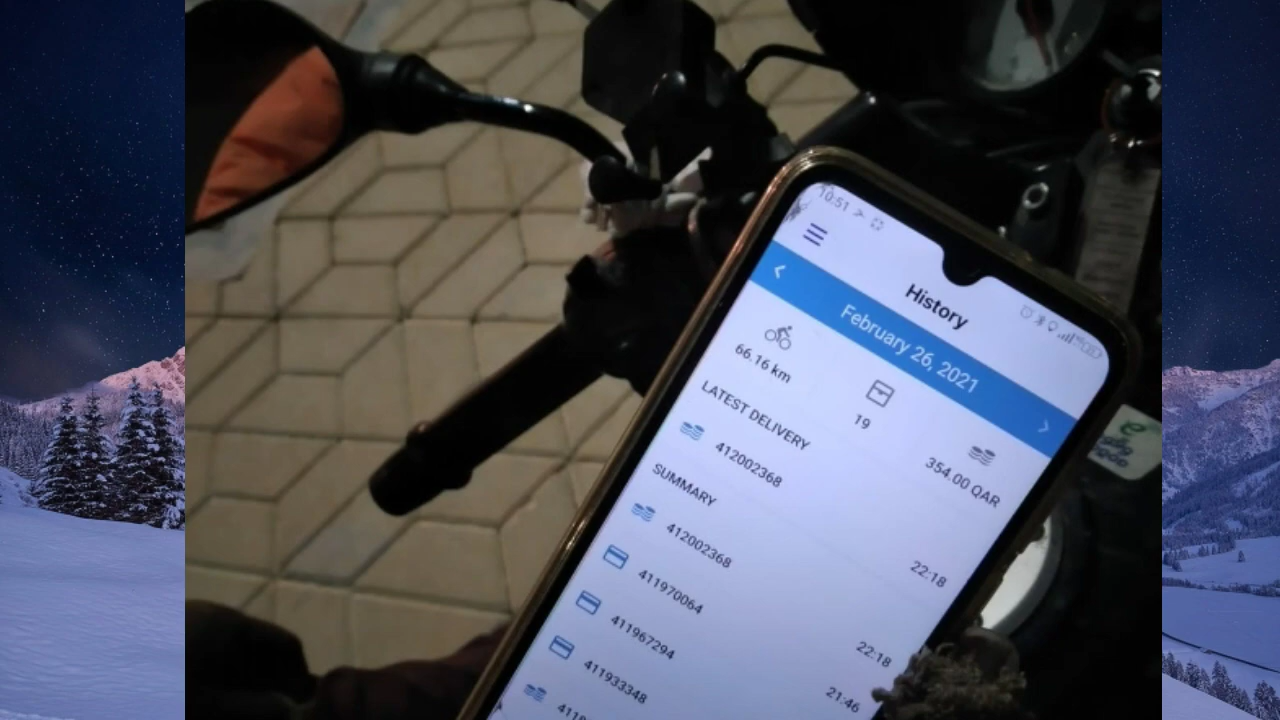 10:51
History
February 26, 2021
66.16 km
19
354.00 QAR
LATEST DELIVERY
412002368
SUMMARY
412002368
22:18
411970064
22:18
411967294
21:46
411933348